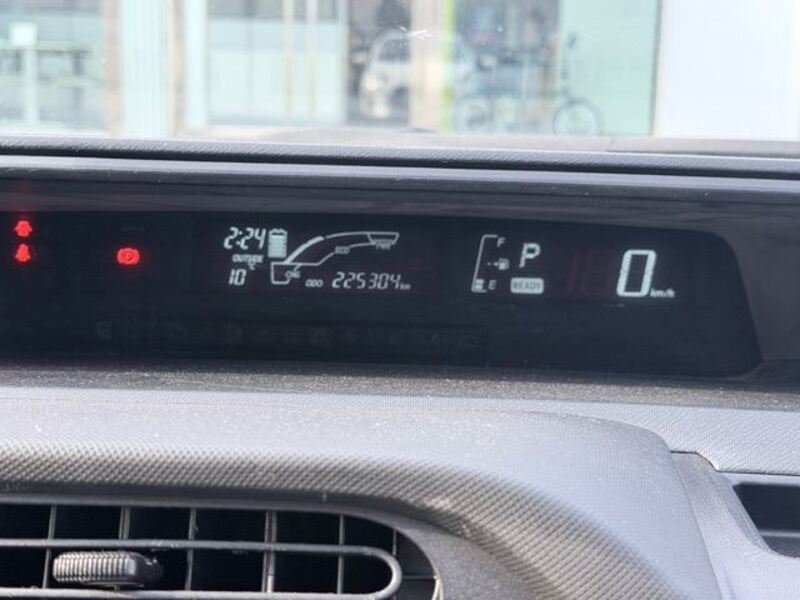 2:24
OUTSIDE
10 °C
CHG ECO PWR
ODO 225304 km
F
E
P
READY
0 km/h